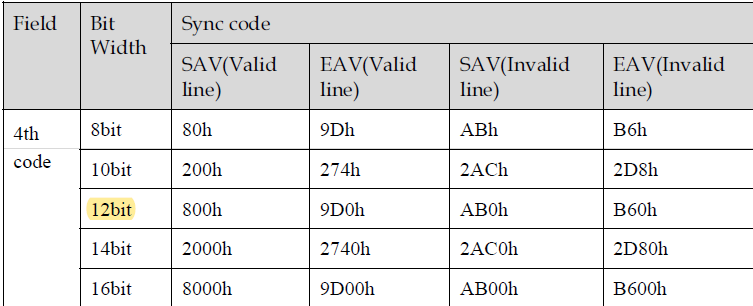 Field Bit Width Sync code
SAV(Valid line) EAV(Valid line) SAV(Invalid line) EAV(Invalid line)
4th code 8bit 80h 9Dh ABh B6h
10bit 200h 274h 2ACh 2D8h
12bit 800h 9D0h AB0h B60h
14bit 2000h 2740h 2AC0h 2D80h
16bit 8000h 9D00h AB00h B600h